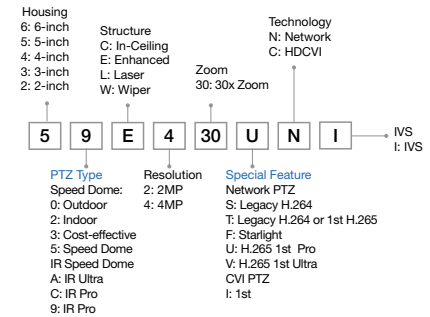 Housing
6: 6-inch
5: 5-inch
4: 4-inch
3: 3-inch
2: 2-inch
Structure
C: In-Ceiling
E: Enhanced
L: Laser
W: Wiper
Zoom
30: 30x Zoom
Technology
N: Network
C: HDCVI
5 9 E 4 30 U N I
IVS
I: IVS
PTZ Type
Speed Dome:
0: Outdoor
2: Indoor
3: Cost-effective
5: Speed Dome
IR Speed Dome
A: IR Ultra
C: IR Pro
9: IR Pro
Resolution
2: 2MP
4: 4MP
Special Feature
Network PTZ
S: Legacy H.264
T: Legacy H.264 or 1st H.265
F: Starlight
U: H.265 1st Pro
V: H.265 1st Ultra
CVI PTZ
I: 1st